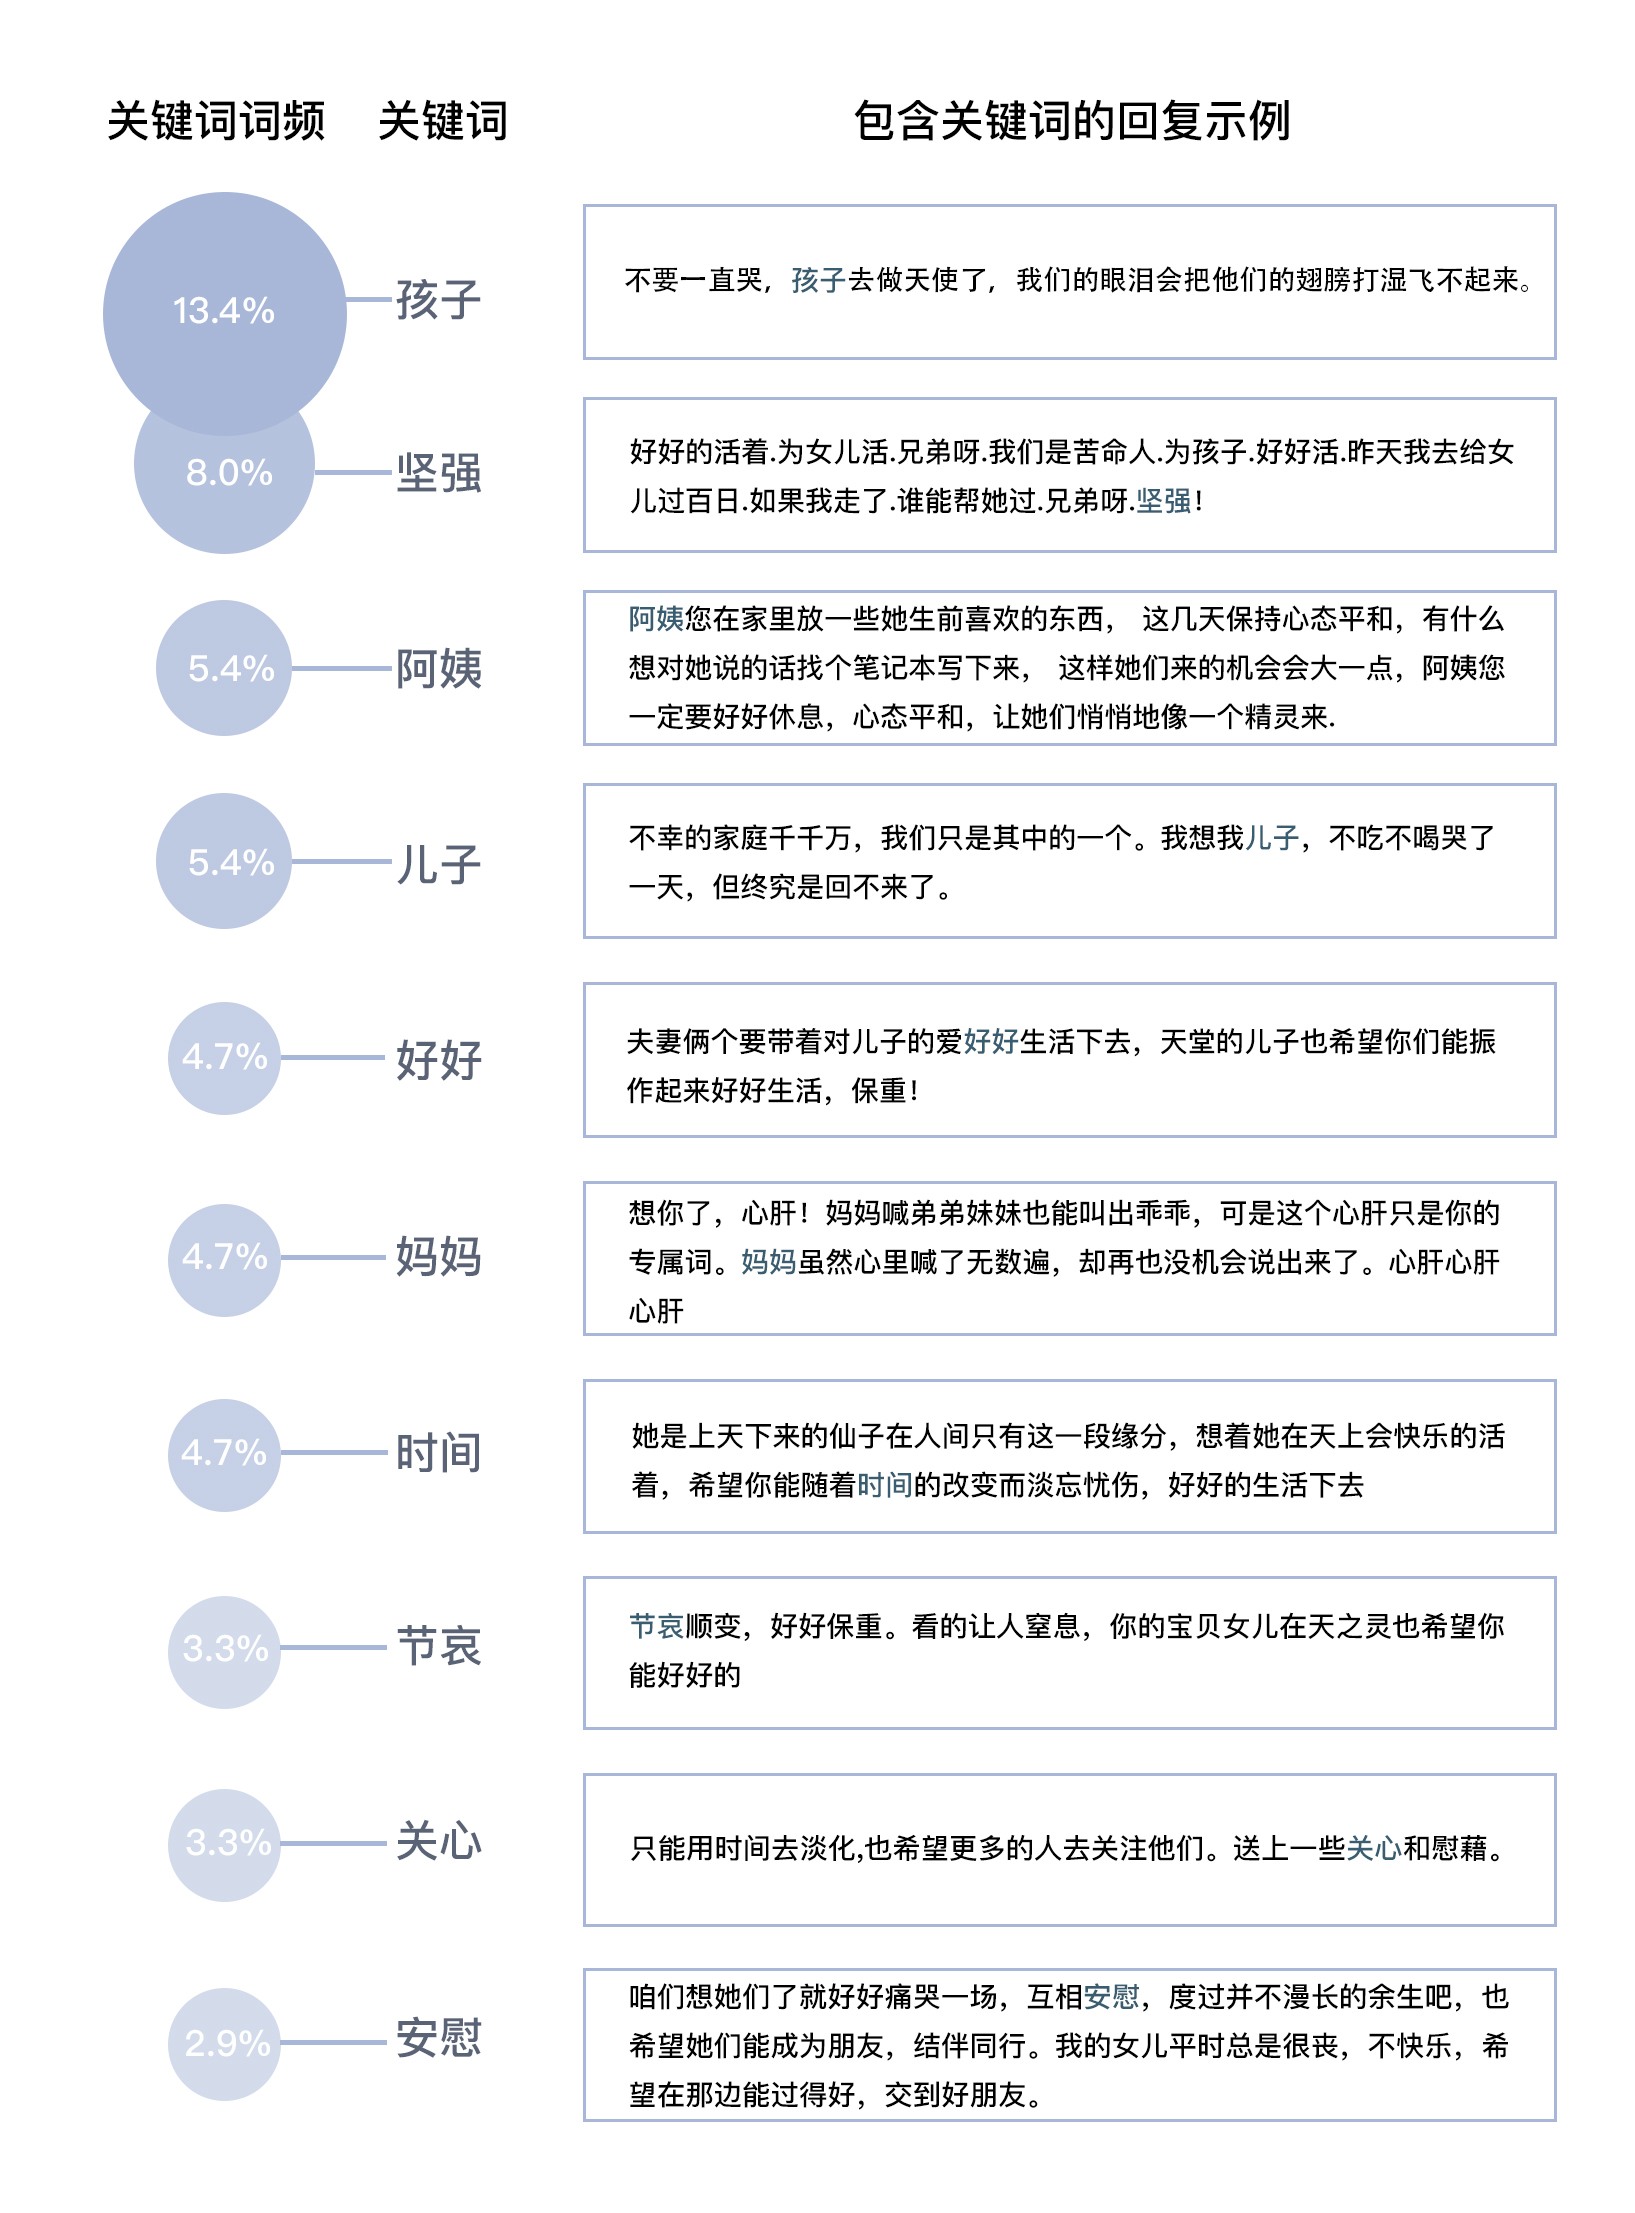 关键词词频 关键词 包含关键词的回复示例
13.4% 孩子
不要一直哭，孩子去做天使了，我们的眼泪会把他们的翅膀打湿飞不起来。
8.0% 坚强
好好的活着.为女儿活.兄弟呀.我们是苦命人.为孩子.好好活.昨天我去给女
儿过百日.如果我走了.谁能帮她过.兄弟呀.坚强！
5.4% 阿姨
阿姨您在家里放一些她生前喜欢的东西， 这几天保持心态平和，有什么
想对她说的话找个笔记本写下来， 这样她们来的机会会大一点，阿姨您
一定要好好休息，心态平和，让她们悄悄地像一个精灵来.
5.4% 儿子
不幸的家庭千千万，我们只是其中的一个。我想我儿子，不吃不喝哭了
一天，但终究是回不来了。
4.7% 好好
夫妻俩个要带着对儿子的爱好好生活下去，天堂的儿子也希望你们能振
作起来好好生活，保重！
4.7% 妈妈
想你了，心肝！妈妈喊弟弟妹妹也能叫出乖乖，可是这个心肝只是你的
专属词。妈妈虽然心里喊了无数遍，却再也没机会说出来了。心肝心肝
心肝
4.7% 时间
她是上天下来的仙子在人间只有这一段缘分，想着她在天上会快乐的活
着，希望你能随着时间的改变而淡忘忧伤，好好的生活下去
3.3% 节哀
节哀顺变，好好保重。看的让人窒息，你的宝贝女儿在天之灵也希望你
能好好的
3.3% 关心
只能用时间去淡化,也希望更多的人去关注他们。送上一些关心和慰藉。
2.9% 安慰
咱们想她们了就好好痛哭一场，互相安慰，度过并不漫长的余生吧，也
希望她们能成为朋友，结伴同行。我的女儿平时总是很丧，不快乐，希
望在那边能过得好，交到好朋友。